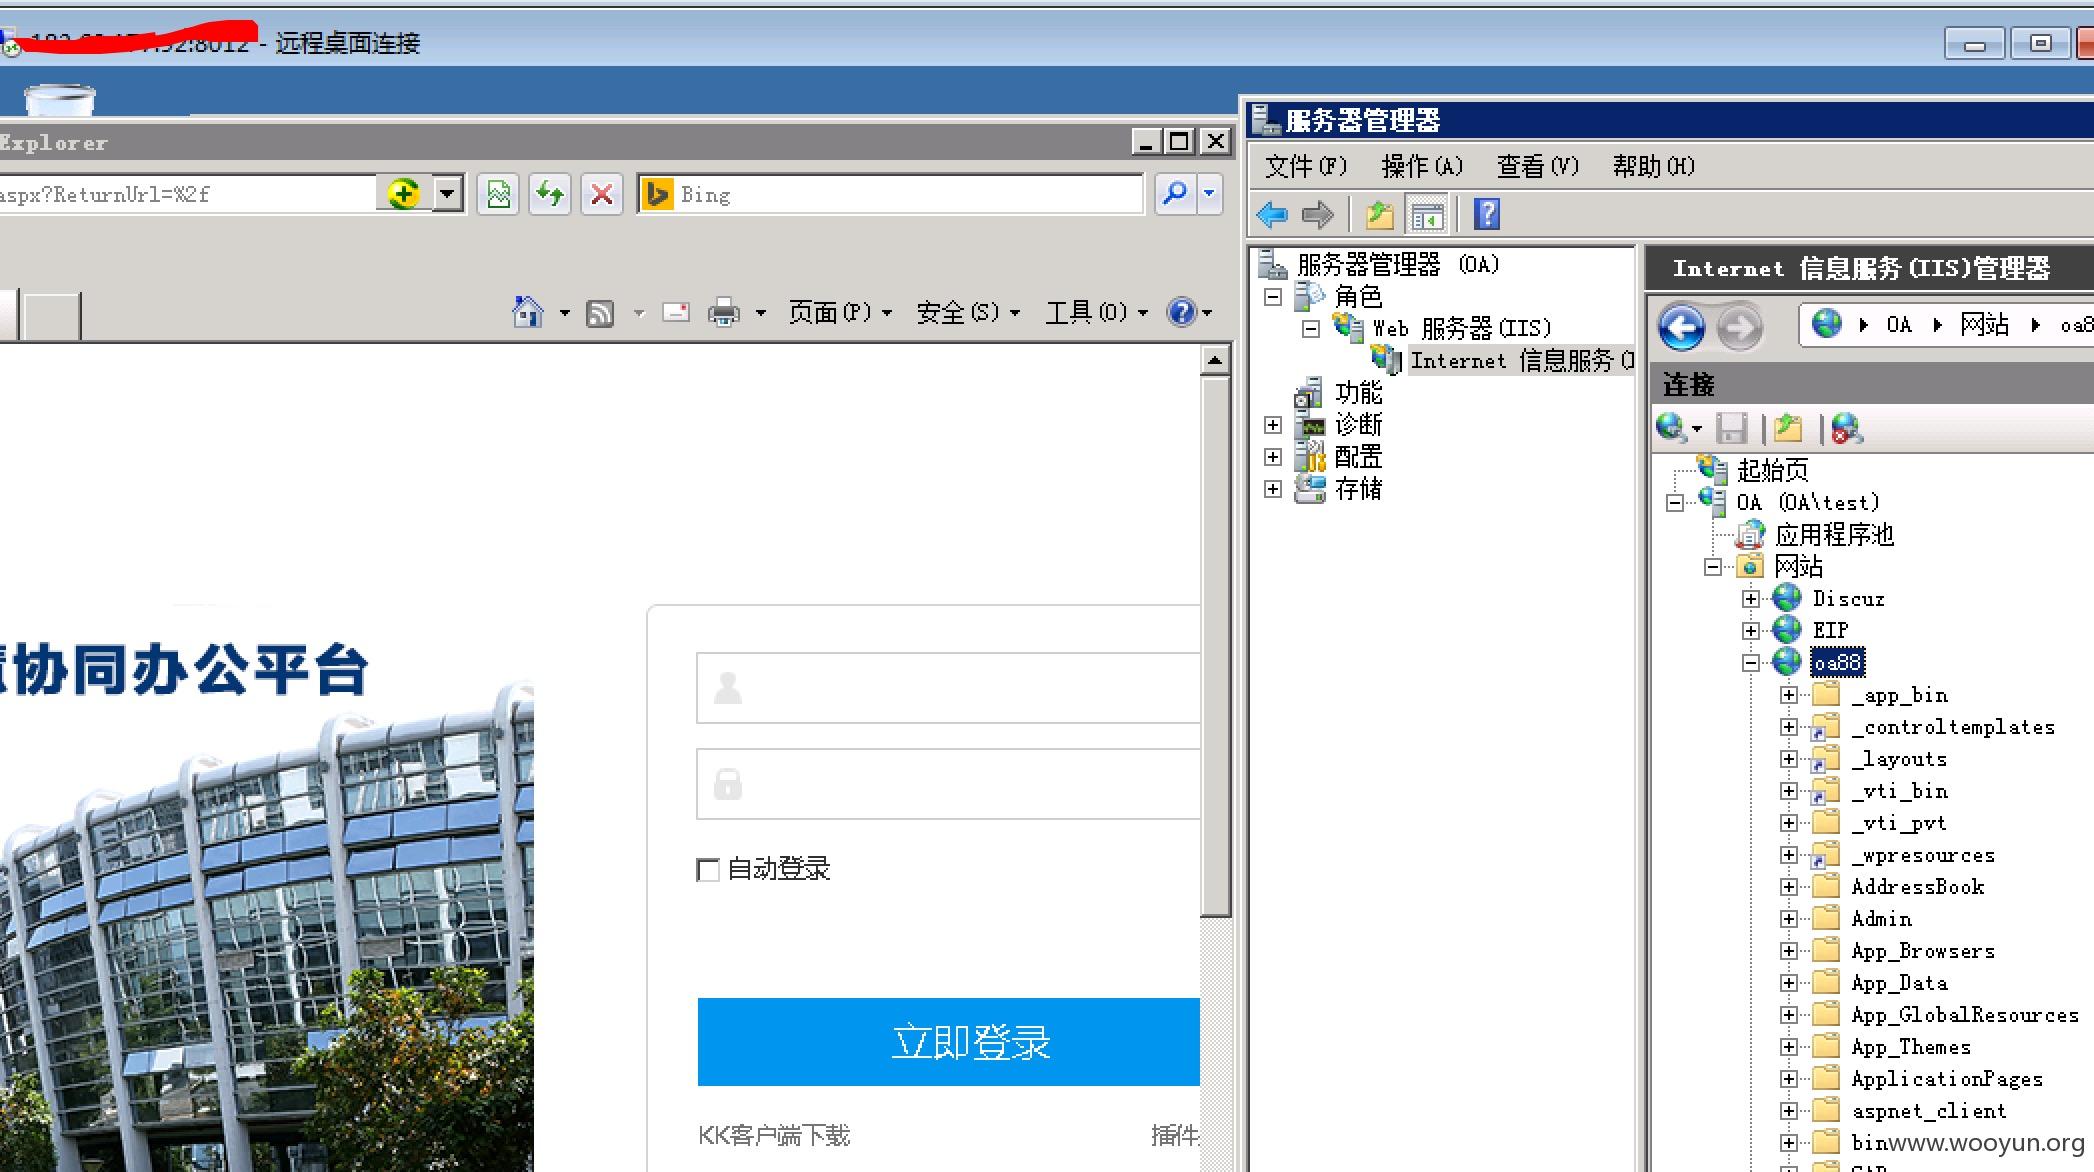 - 远程桌面连接
Explorer
aspx?ReturnUrl=%2f
Bing
页面(P)
安全(S)
工具(O)
协同办公平台
自动登录
立即登录
KK客户端下载
插件
服务器管理器
文件(F) 操作(A) 查看(V) 帮助(H)
服务器管理器 (OA)
角色
Web 服务器(IIS)
Internet 信息服务(I
功能
诊断
配置
存储
Internet 信息服务(IIS)管理器
OA 网站 oa8
连接
起始页
OA (OA\test)
应用程序池
网站
Discuz
EIP
oa88
_app_bin
_controltemplates
_layouts
_vti_bin
_vti_pvt
_wpresources
AddressBook
Admin
App_Browsers
App_Data
App_GlobalResources
App_Themes
ApplicationPages
aspnet_client
bin
www.wooyun.org